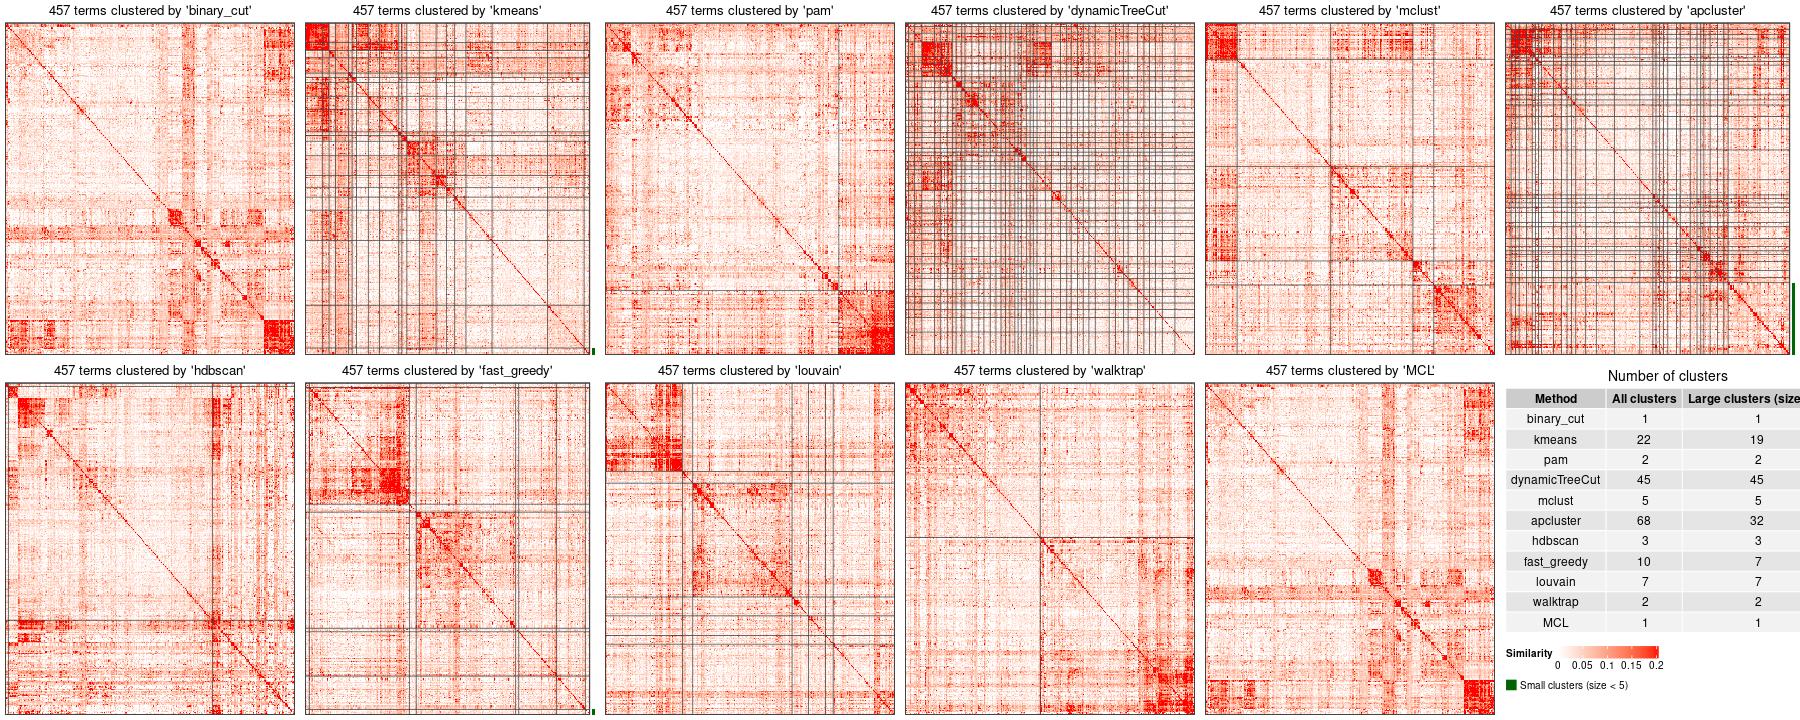 457 terms clustered by 'binary_cut'
457 terms clustered by 'kmeans'
457 terms clustered by 'pam'
457 terms clustered by 'dynamicTreeCut'
457 terms clustered by 'mclust'
457 terms clustered by 'apcluster'
457 terms clustered by 'hdbscan'
457 terms clustered by 'fast_greedy'
457 terms clustered by 'louvain'
457 terms clustered by 'walktrap'
457 terms clustered by 'MCL'
Number of clusters
Method All clusters Large clusters (size
binary_cut 1 1
kmeans 22 19
pam 2 2
dynamicTreeCut 45 45
mclust 5 5
apcluster 68 32
hdbscan 3 3
fast_greedy 10 7
louvain 7 7
walktrap 2 2
MCL 1 1
Similarity
0 0.05 0.1 0.15 0.2
Small clusters (size < 5)